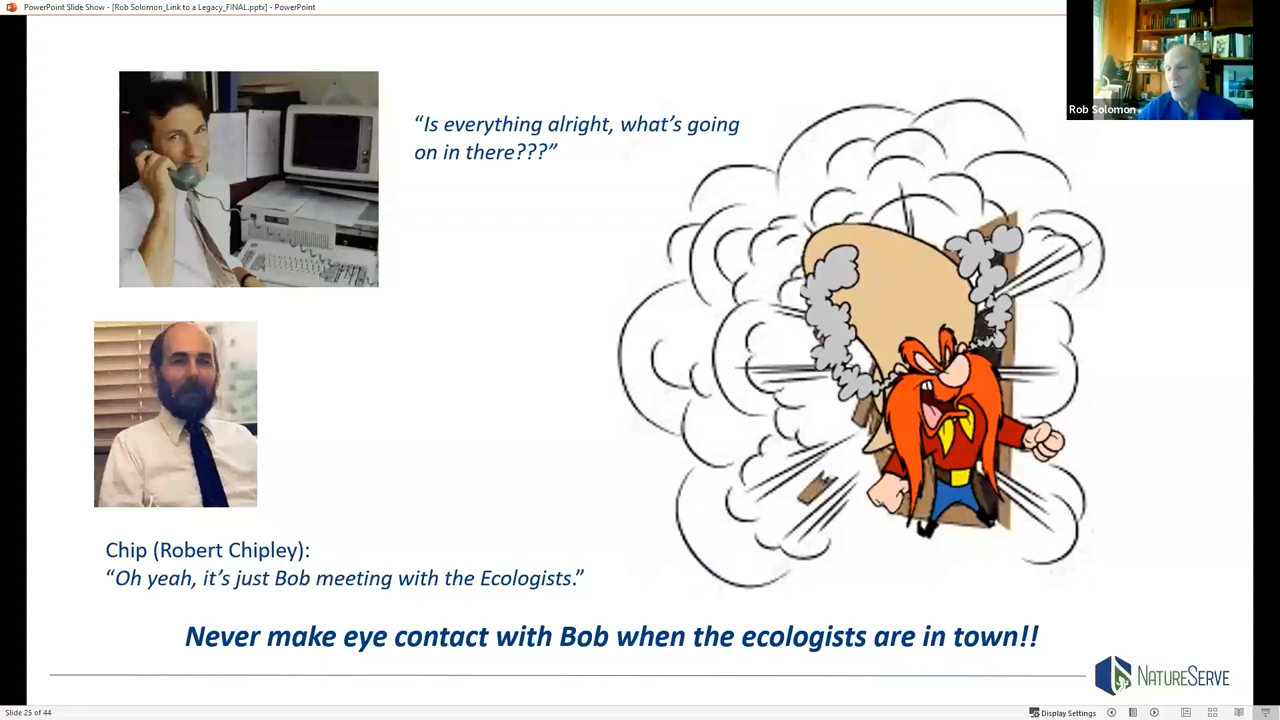 PowerPoint Slide Show - [Rob Solomon_Link to a Legacy_FINAL.pptx] - PowerPoint
Rob Solomon
“Is everything alright, what’s going
on in there???”
Chip (Robert Chipley):
“Oh yeah, it’s just Bob meeting with the Ecologists.”
Never make eye contact with Bob when the ecologists are in town!!
NATURESERVE
Slide 25 of 44
Display Settings